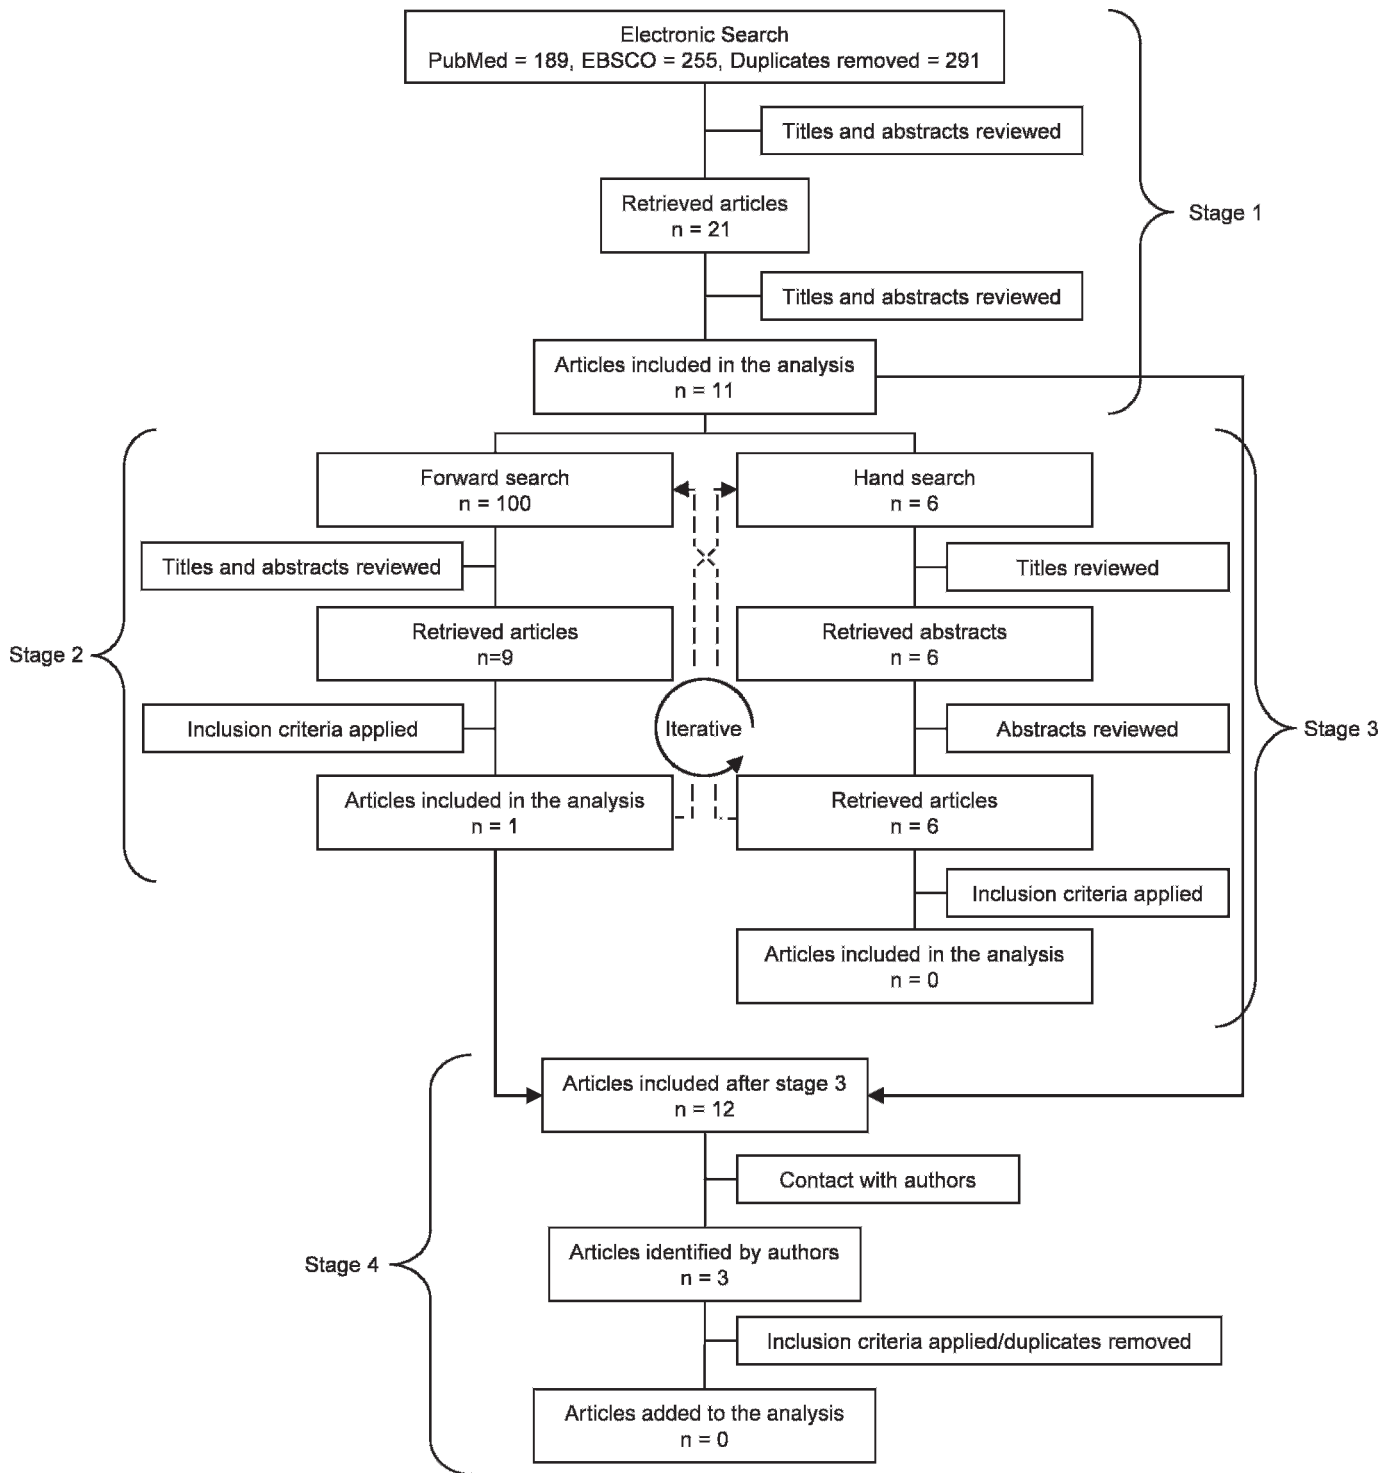 Electronic Search
PubMed = 189, EBSCO = 255, Duplicates removed = 291
Titles and abstracts reviewed
Retrieved articles
n = 21
Stage 1
Titles and abstracts reviewed
Articles included in the analysis
n = 11
Forward search
n = 100
Hand search
n = 6
Titles and abstracts reviewed
Titles reviewed
Retrieved articles
n=9
Retrieved abstracts
n = 6
Stage 2
Inclusion criteria applied
Iterative
Abstracts reviewed
Stage 3
Articles included in the analysis
n = 1
Retrieved articles
n = 6
Inclusion criteria applied
Articles included in the analysis
n = 0
Articles included after stage 3
n = 12
Contact with authors
Articles identified by authors
n = 3
Stage 4
Inclusion criteria applied/duplicates removed
Articles added to the analysis
n = 0